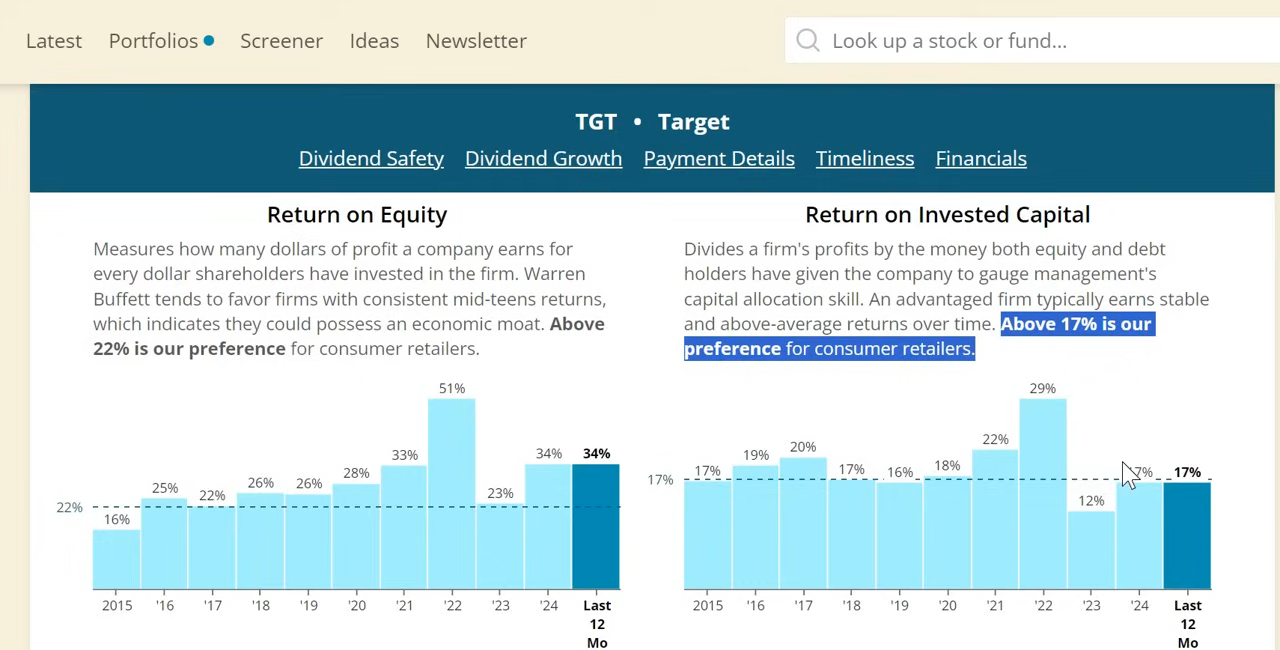 Latest Portfolios Screener Ideas Newsletter
Look up a stock or fund...
TGT • Target
Dividend Safety Dividend Growth Payment Details Timeliness Financials
Return on Equity
Measures how many dollars of profit a company earns for
every dollar shareholders have invested in the firm. Warren
Buffett tends to favor firms with consistent mid-teens returns,
which indicates they could possess an economic moat. Above
22% is our preference for consumer retailers.
51%
33% 34% 34%
25% 22% 26% 26% 28% 23%
22%
16%
2015 '16 '17 '18 '19 '20 '21 '22 '23 '24 Last
12
Mo
Return on Invested Capital
Divides a firm's profits by the money both equity and debt
holders have given the company to gauge management's
capital allocation skill. An advantaged firm typically earns stable
and above-average returns over time. Above 17% is our
preference for consumer retailers.
29%
17% 19% 20% 17% 16% 18% 22% 17%
17%
12%
2015 '16 '17 '18 '19 '20 '21 '22 '23 '24 Last
12
Mo